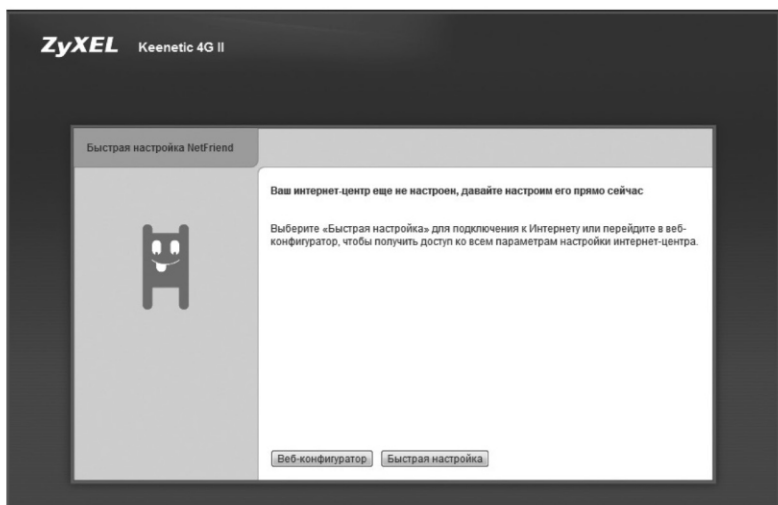 ZyXEL Keenetic 4G II
Быстрая настройка NetFriend
Ваш интернет-центр еще не настроен, давайте настроим его прямо сейчас
Выберите «Быстрая настройка» для подключения к Интернету или перейдите в веб-
конфигуратор, чтобы получить доступ ко всем параметрам настройки интернет-центра.
Веб-конфигуратор Быстрая настройка